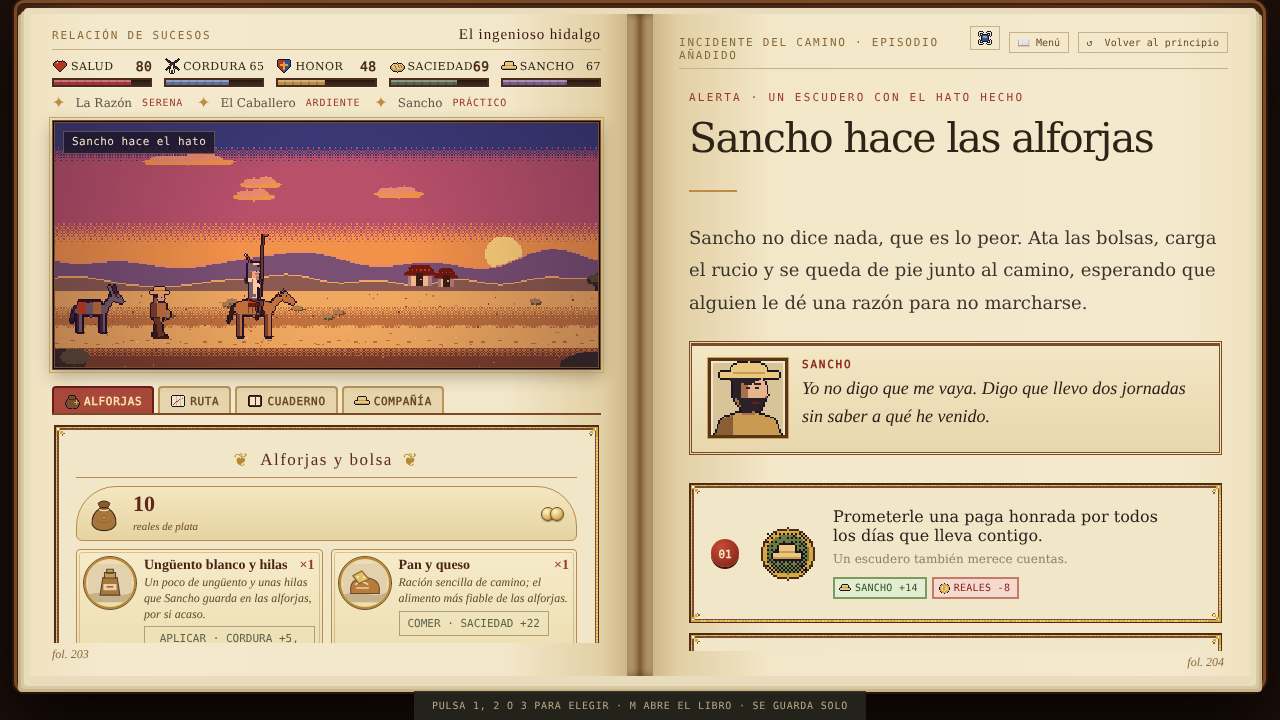 RELACIÓN DE SUCESOS
El ingenioso hidalgo
SALUD 80
CORDURA 65
HONOR 48
SACIEDAD 69
SANCHO 67
La Razón SERENA
El Caballero ARDIENTE
Sancho PRÁCTICO
Sancho hace el hato
ALFORJAS
RUTA
CUADERNO
COMPAÑÍA
Alforjas y bolsa
10
reales de plata
Ungüento blanco y hilas ×1
Un poco de ungüento y unas hilas
que Sancho guarda en las alforjas,
por si acaso.
APLICAR · CORDURA +5,
Pan y queso ×1
Ración sencilla de camino; el
alimento más fiable de las alforjas.
COMER · SACIEDAD +22
fol. 203
INCIDENTE DEL CAMINO · EPISODIO
AÑADIDO
Menú
↺ Volver al principio
ALERTA · UN ESCUDERO CON EL HATO HECHO
Sancho hace las alforjas
Sancho no dice nada, que es lo peor. Ata las bolsas, carga
el rucio y se queda de pie junto al camino, esperando que
alguien le dé una razón para no marcharse.
SANCHO
Yo no digo que me vaya. Digo que llevo dos jornadas
sin saber a qué he venido.
01
Prometerle una paga honrada por todos
los días que lleva contigo.
Un escudero también merece cuentas.
SANCHO +14
REALES -8
fol. 204
PULSA 1, 2 O 3 PARA ELEGIR · M ABRE EL LIBRO · SE GUARDA SOLO